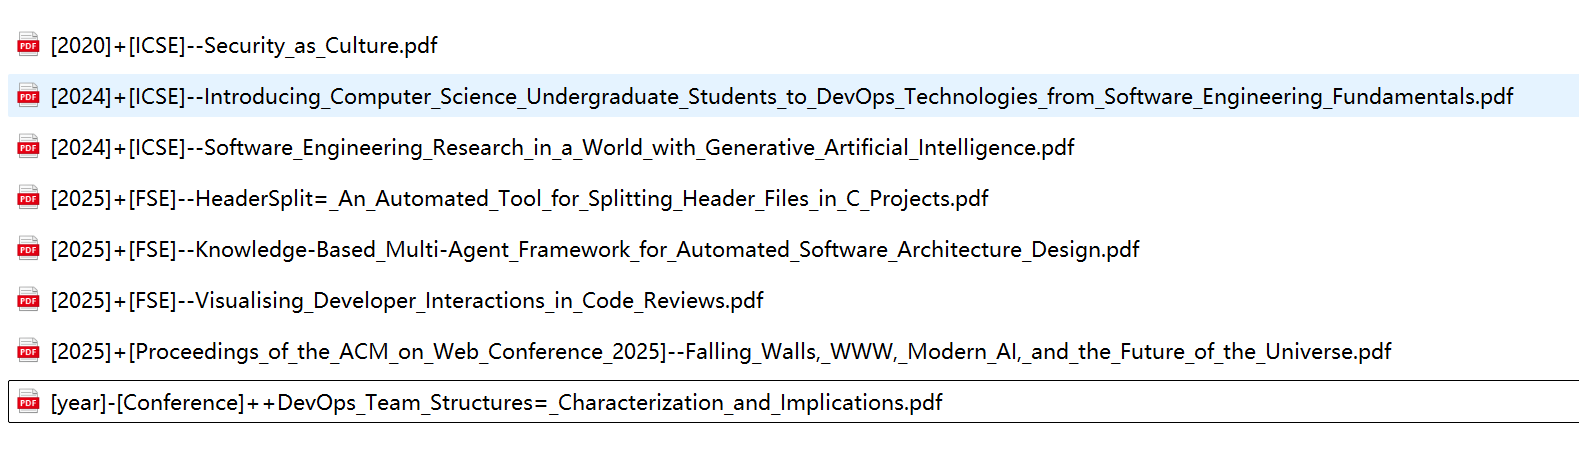 PDF [2020]+[ICSE]--Security_as_Culture.pdf
PDF [2024]+[ICSE]--Introducing_Computer_Science_Undergraduate_Students_to_DevOps_Technologies_from_Software_Engineering_Fundamentals.pdf
PDF [2024]+[ICSE]--Software_Engineering_Research_in_a_World_with_Generative_Artificial_Intelligence.pdf
PDF [2025]+[FSE]--HeaderSplit=_An_Automated_Tool_for_Splitting_Header_Files_in_C_Projects.pdf
PDF [2025]+[FSE]--Knowledge-Based_Multi-Agent_Framework_for_Automated_Software_Architecture_Design.pdf
PDF [2025]+[FSE]--Visualising_Developer_Interactions_in_Code_Reviews.pdf
PDF [2025]+[Proceedings_of_the_ACM_on_Web_Conference_2025]--Falling_Walls,_WWW,_Modern_AI,_and_the_Future_of_the_Universe.pdf
PDF [year]-[Conference]++DevOps_Team_Structures=_Characterization_and_Implications.pdf